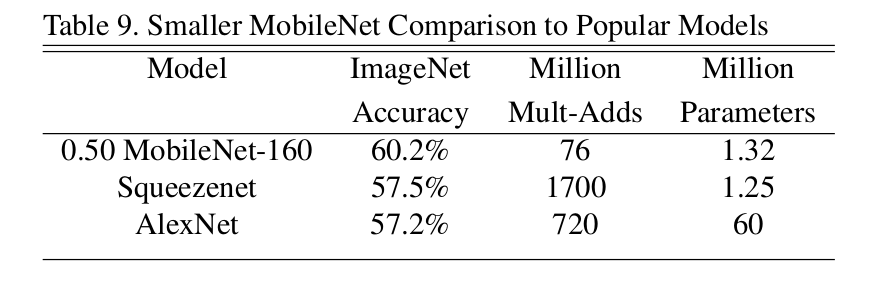 Table 9. Smaller MobileNet Comparison to Popular Models
Model ImageNet Million Million
Accuracy Mult-Adds Parameters
0.50 MobileNet-160 60.2% 76 1.32
Squeezenet 57.5% 1700 1.25
AlexNet 57.2% 720 60